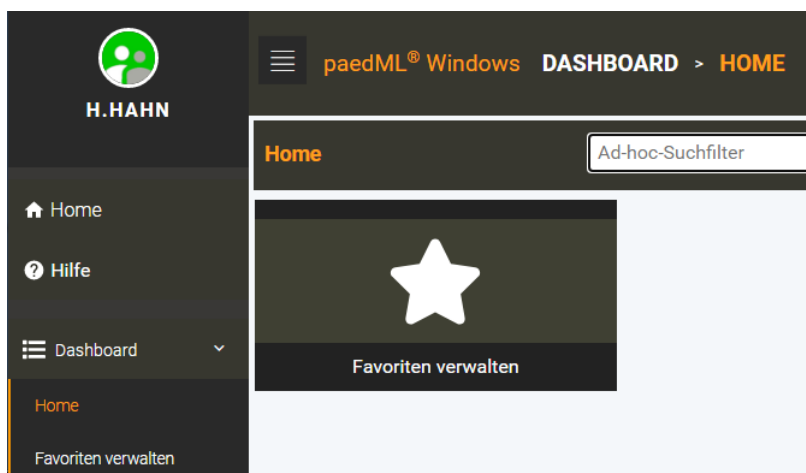 H.HAHN
Home
Hilfe
Dashboard
Home
Favoriten verwalten
paedML® Windows DASHBOARD > HOME
Home Ad-hoc-Suchfilter
Favoriten verwalten